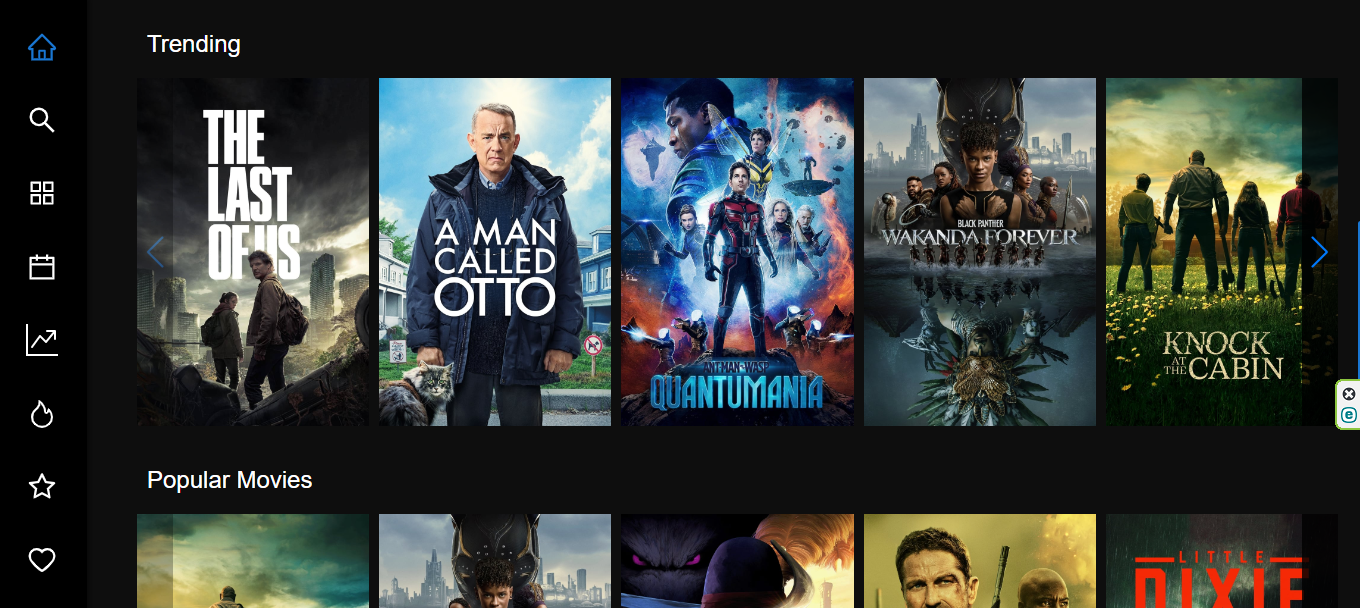 Trending
THE
LAST
OF US
A MAN
CALLED
OTTO
ANT-MAN AND THE WASP
QUANTUMANIA
BLACK PANTHER
WAKANDA FOREVER
KNOCK
AT
THE
CABIN
e
Popular Movies
LITTLE
DIXIE